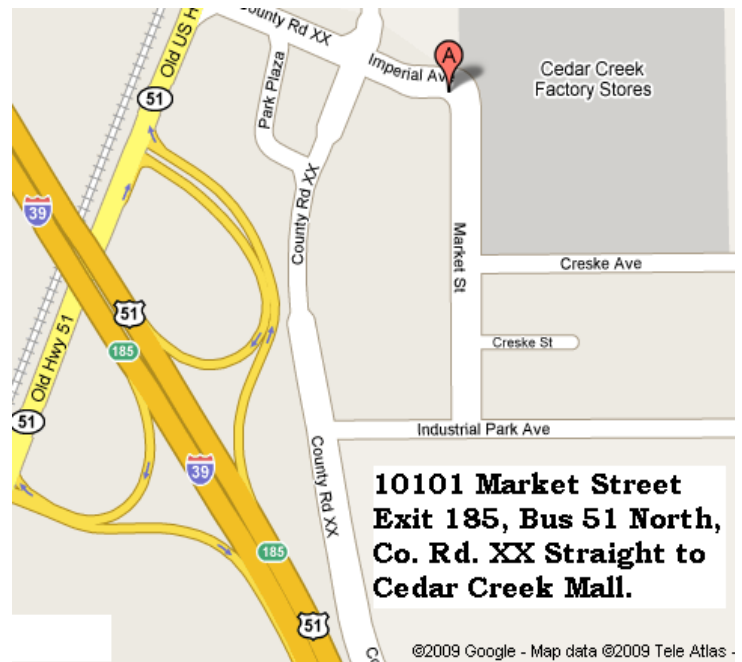 County Rd XX
Old US H
Imperial Ave
A
Cedar Creek
Factory Stores
51
Park Plaza
39
County Rd XX
Market St
Creske Ave
51
185
Creske St
Old Hwy 51
51
Industrial Park Ave
39
County Rd XX
10101 Market Street
Exit 185, Bus 51 North,
Co. Rd. XX Straight to
Cedar Creek Mall.
185
51
Co
©2009 Google - Map data ©2009 Tele Atlas -